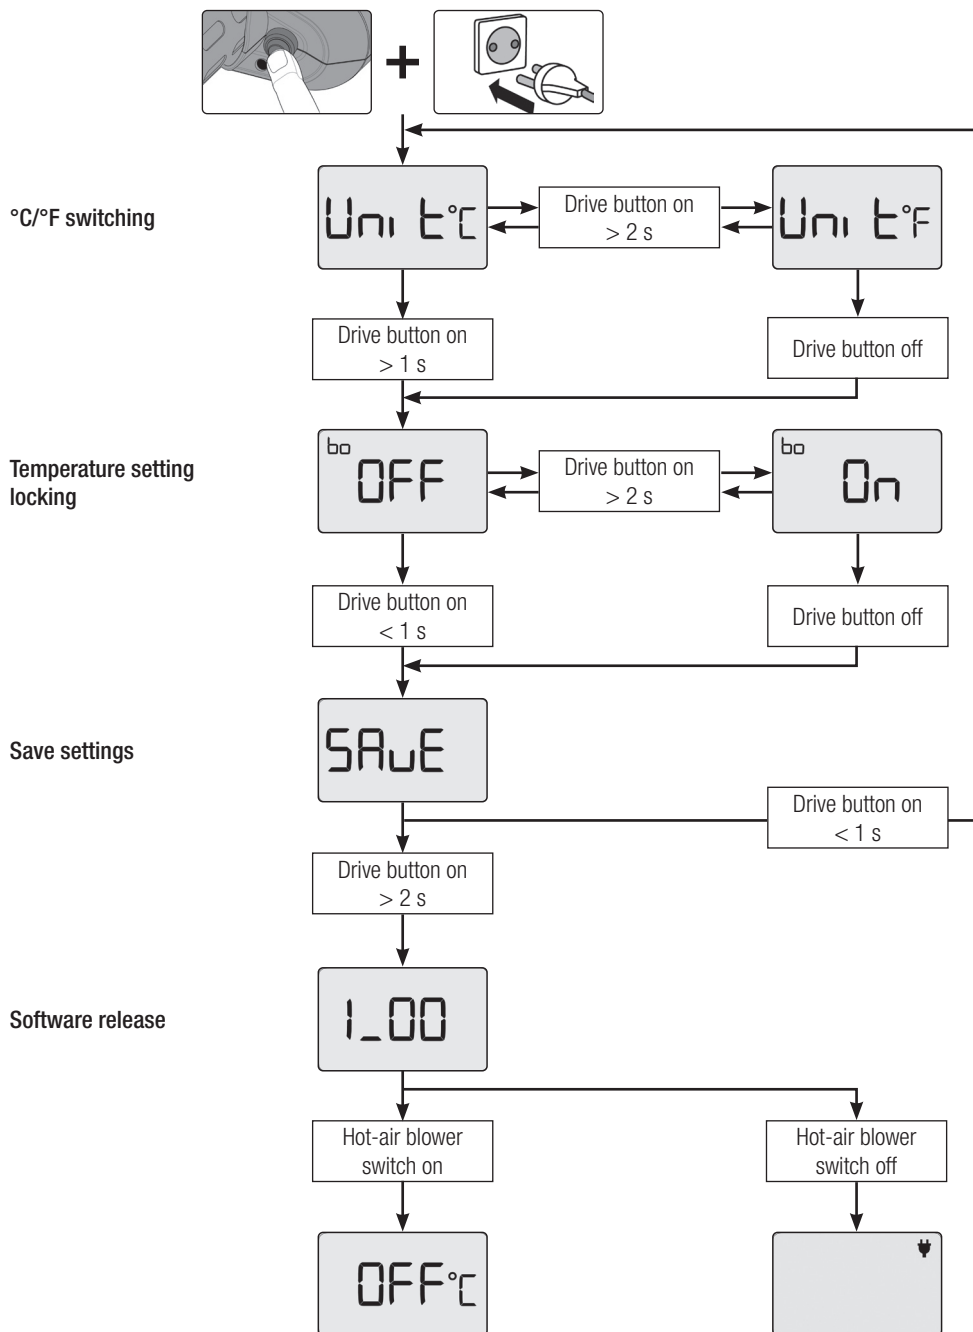 °C/°F switching
Unit°C
Drive button on
> 2 s
Unit°F
Drive button on
> 1 s
Drive button off
Temperature setting
locking
bo
OFF
Drive button on
> 2 s
bo
On
Drive button on
< 1 s
Drive button off
Save settings
SAvE
Drive button on
< 1 s
Drive button on
> 2 s
Software release
1_00
Hot-air blower
switch on
Hot-air blower
switch off
OFF°C